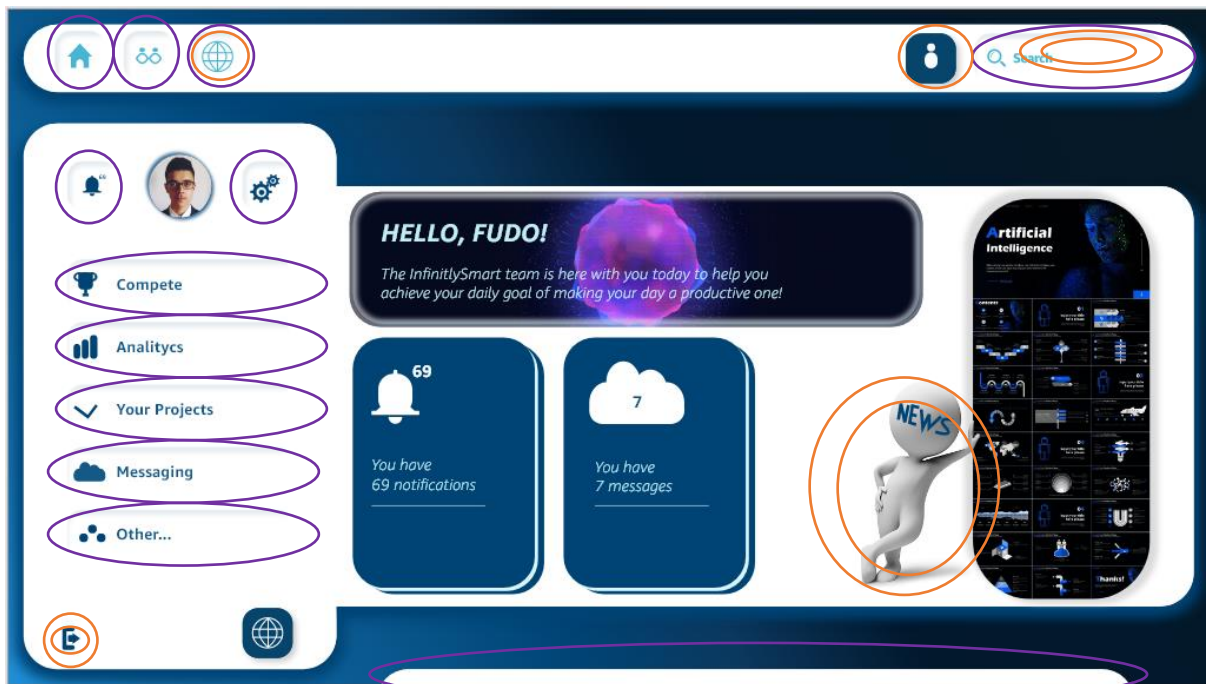 Search
HELLO, FUDO!
The InfinitlySmart team is here with you today to help you
achieve your daily goal of making your day a productive one!
Compete
Analitycs
Your Projects
Messaging
Other...
69
You have
69 notifications
7
You have
7 messages
NEWS
Artificial
Intelligence
Thanks!